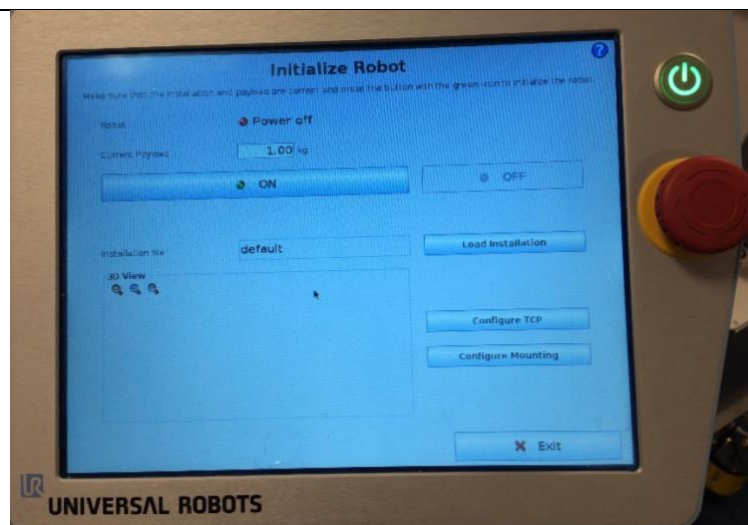 Initialize Robot
?
Make sure that the installation and payload are correct and press the button with the green icon to initialize the robot.
Robot
Power off
Current Payload
1.00 kg
ON
OFF
Installation file
default
Load Installation
3D View
Configure TCP
Configure Mounting
Exit
UR
UNIVERSAL ROBOTS